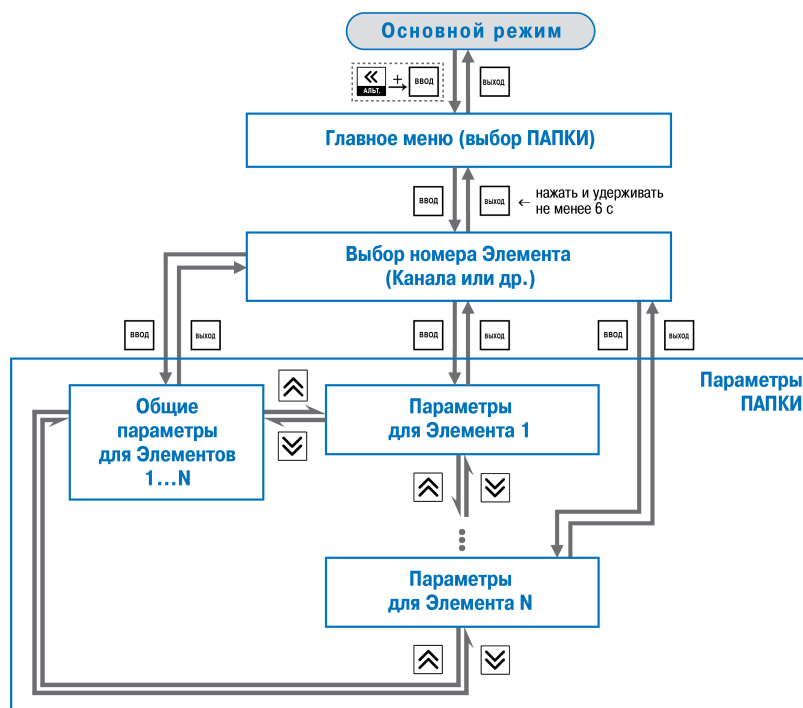 Основной режим
АЛЬТ.
+
ВВОД
ВЫХОД
Главное меню (выбор ПАПКИ)
ВВОД
ВЫХОД
← нажать и удерживать
не менее 6 с
Выбор номера Элемента
(Канала или др.)
ВВОД
ВЫХОД
ВВОД
ВЫХОД
ВВОД
ВЫХОД
Параметры
ПАПКИ
Общие
параметры
для Элементов
1...N
Параметры
для Элемента 1
Параметры
для Элемента N